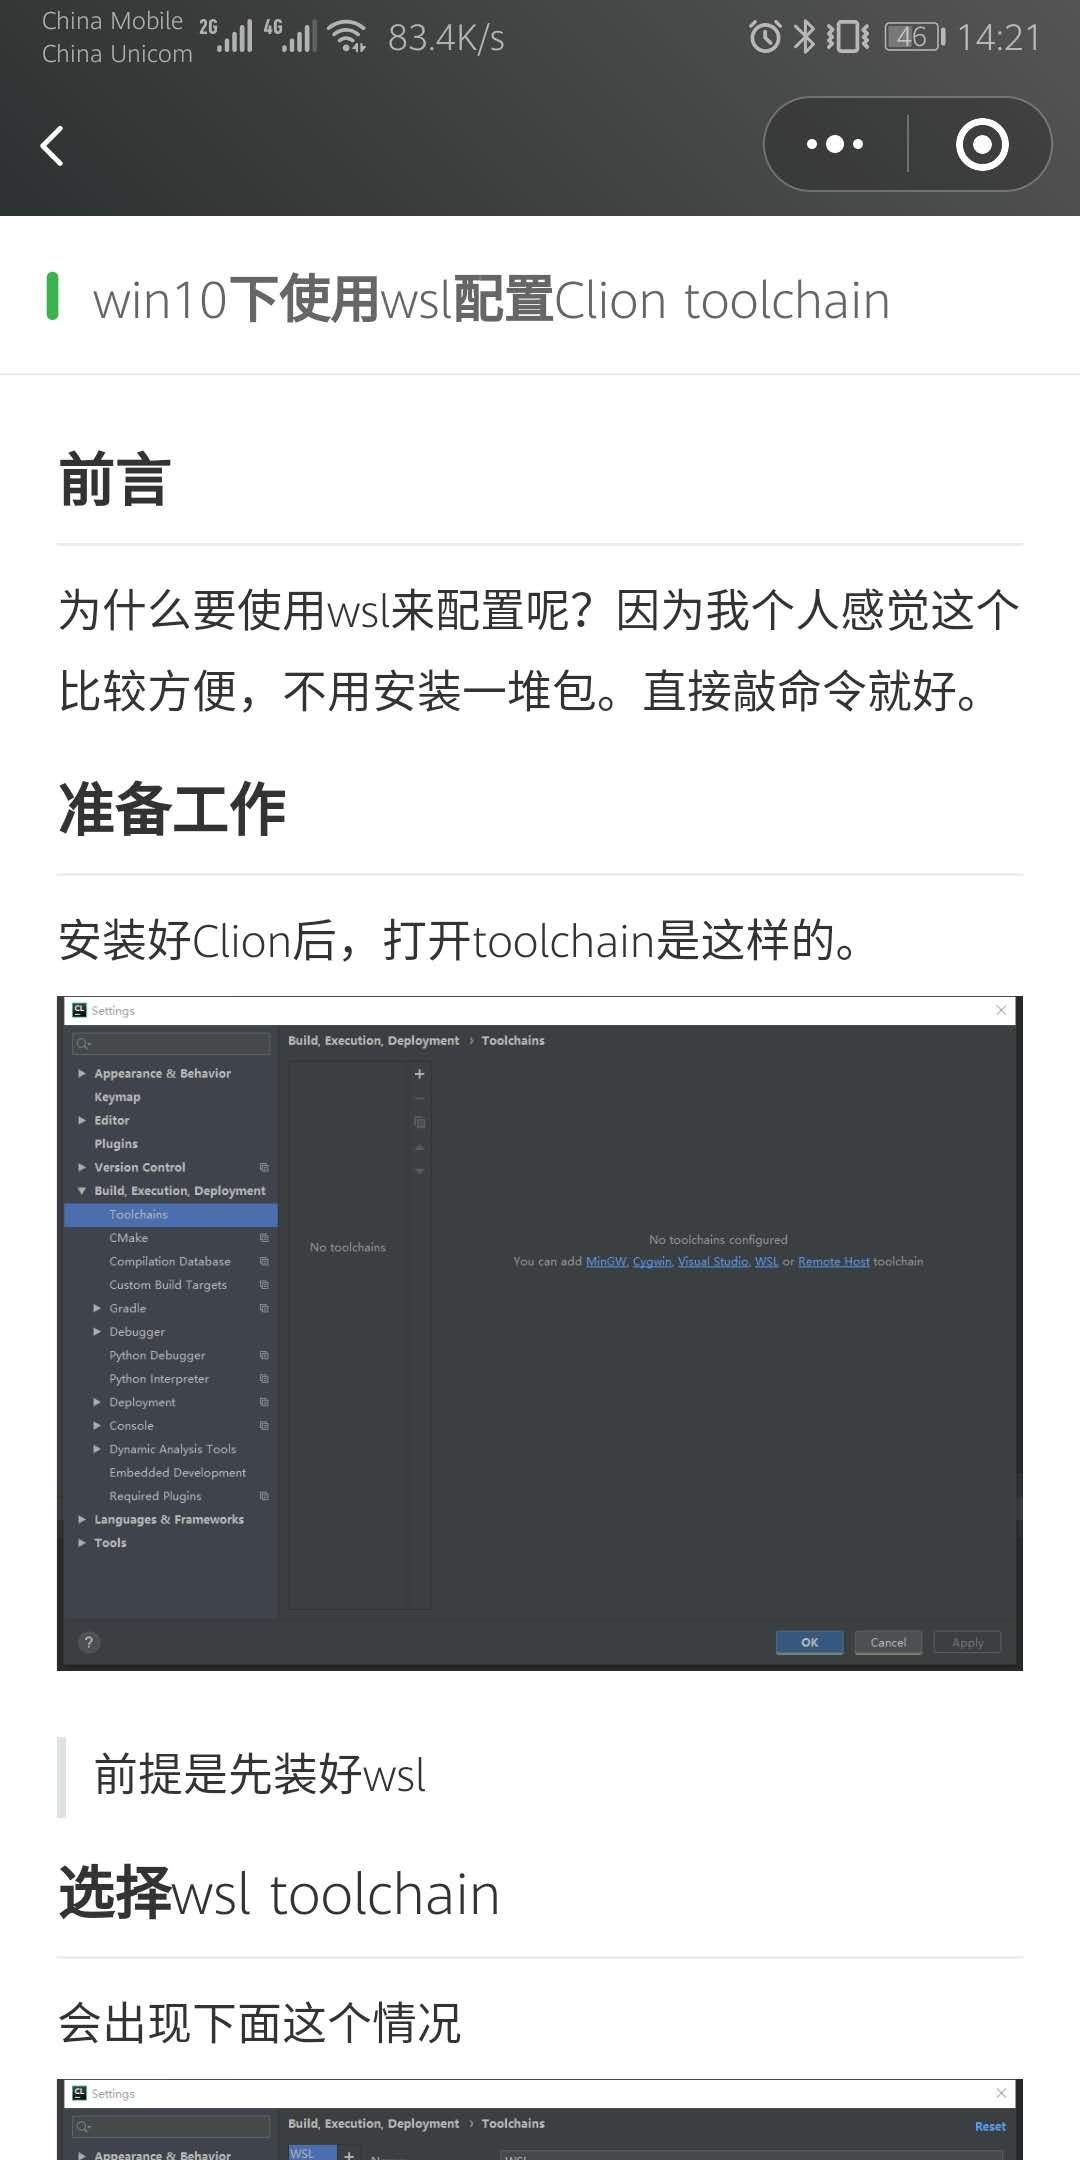 China Mobile
China Unicom
2G
4G
83.4K/s
46
14:21
win10下使用wsl配置Clion toolchain
前言
为什么要使用wsl来配置呢？因为我个人感觉这个
比较方便，不用安装一堆包。直接敲命令就好。
准备工作
安装好Clion后，打开toolchain是这样的。
CL Settings
Build, Execution, Deployment › Toolchains
Appearance & Behavior
Keymap
Editor
Plugins
Version Control
Build, Execution, Deployment
Toolchains
CMake
Compilation Database
Custom Build Targets
Gradle
Debugger
Python Debugger
Python Interpreter
Deployment
Console
Dynamic Analysis Tools
Embedded Development
Required Plugins
Languages & Frameworks
Tools
No toolchains
No toolchains configured
You can add MinGW, Cygwin, Visual Studio, WSL or Remote Host toolchain
?
OK
Cancel
Apply
前提是先装好wsl
选择wsl toolchain
会出现下面这个情况
CL Settings
Build, Execution, Deployment › Toolchains
Reset
Appearance & Behavior
WSL